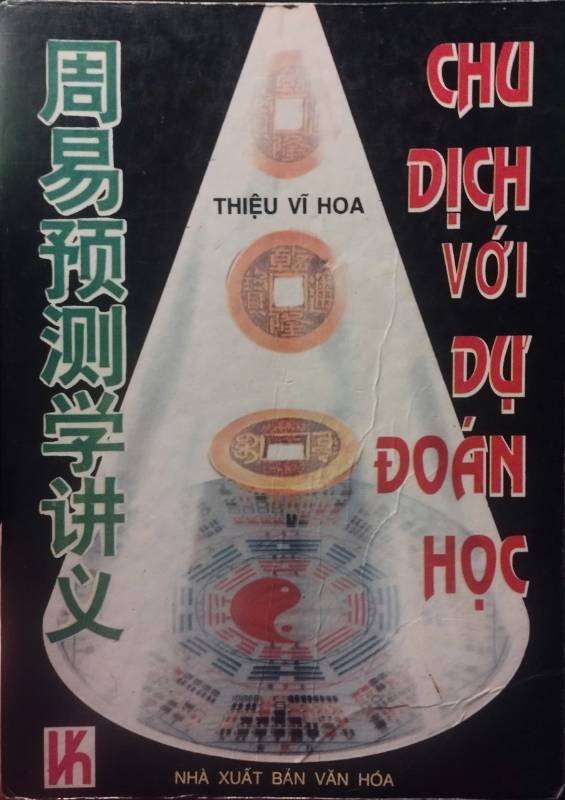 周易预测学讲义
CHU
DỊCH
VỚI
DỰ
ĐOÁN
HỌC
THIỆU VĨ HOA
NHÀ XUẤT BẢN VĂN HÓA